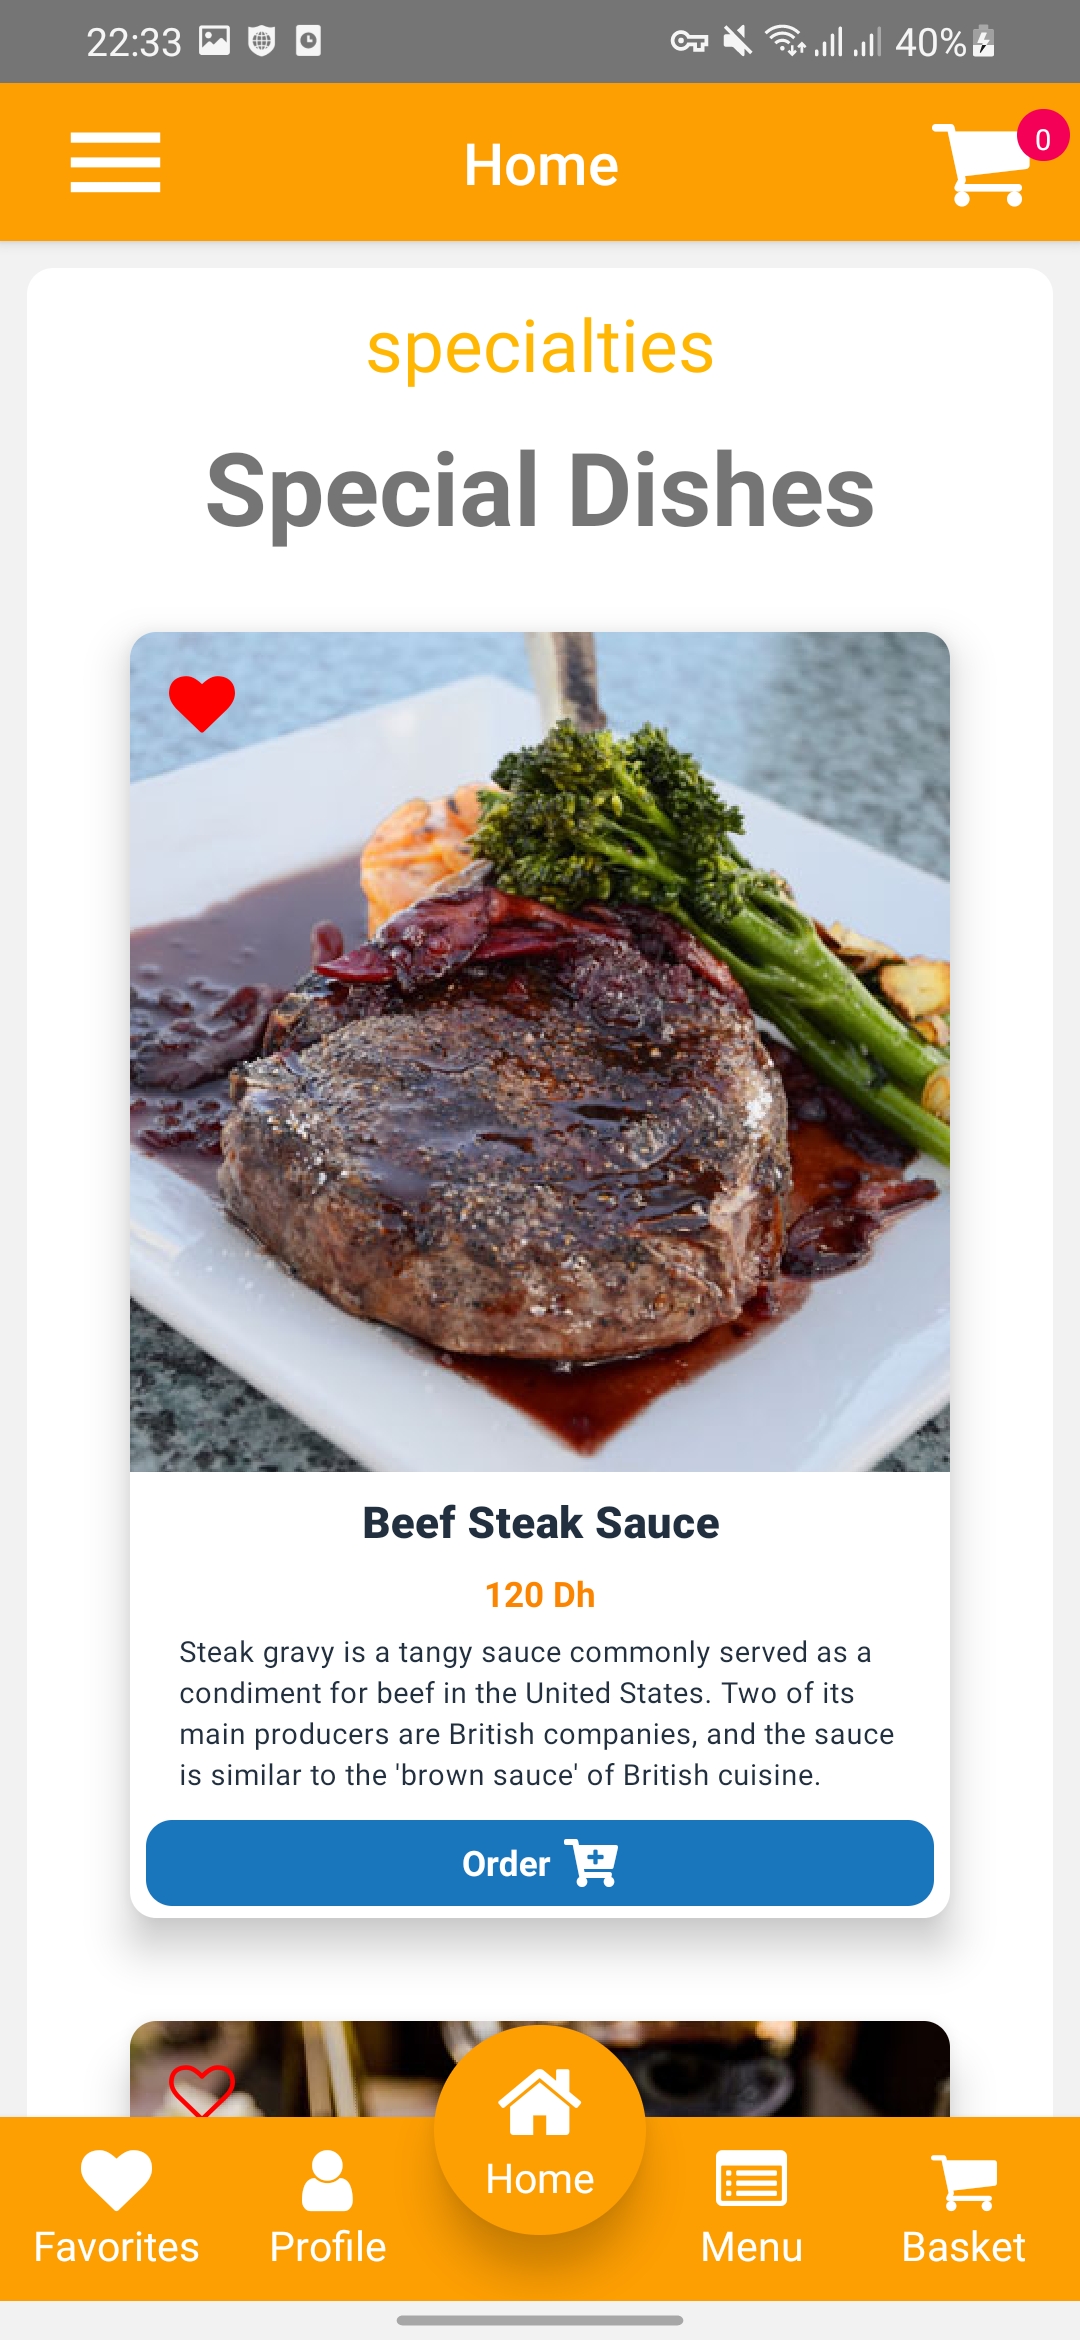 22:33
40%
Home
0
specialties
Special Dishes
Beef Steak Sauce
120 Dh
Steak gravy is a tangy sauce commonly served as a
condiment for beef in the United States. Two of its
main producers are British companies, and the sauce
is similar to the 'brown sauce' of British cuisine.
Order
Favorites
Profile
Home
Menu
Basket